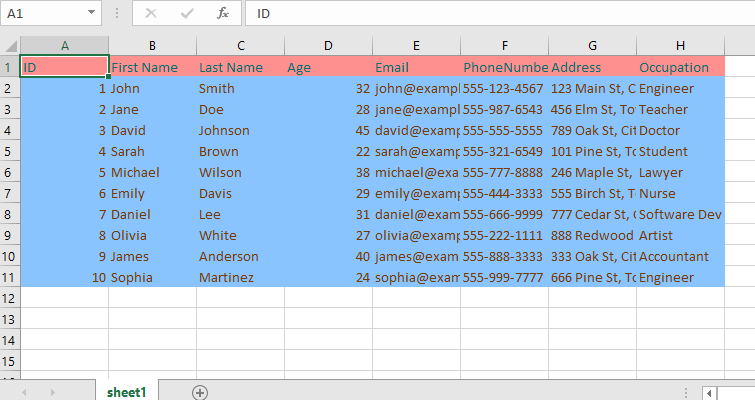 A1 fx ID
A B C D E F G H
1 ID First Name Last Name Age Email PhoneNumbe Address Occupation
2 1 John Smith 32 john@exampl 555-123-4567 123 Main St, C Engineer
3 2 Jane Doe 28 jane@exampl 555-987-6543 456 Elm St, To Teacher
4 3 David Johnson 45 david@examp 555-555-5555 789 Oak St, Cit Doctor
5 4 Sarah Brown 22 sarah@examp 555-321-6549 101 Pine St, To Student
6 5 Michael Wilson 38 michael@exa 555-777-8888 246 Maple St, Lawyer
7 6 Emily Davis 29 emily@examp 555-444-3333 555 Birch St, T Nurse
8 7 Daniel Lee 31 daniel@exam 555-666-9999 777 Cedar St, Software Dev
9 8 Olivia White 27 olivia@exam 555-222-1111 888 Redwood Artist
10 9 James Anderson 40 james@exam 555-888-3333 333 Oak St, Cit Accountant
11 10 Sophia Martinez 24 sophia@exam 555-999-7777 666 Pine St, To Engineer
12
13
14
15
sheet1